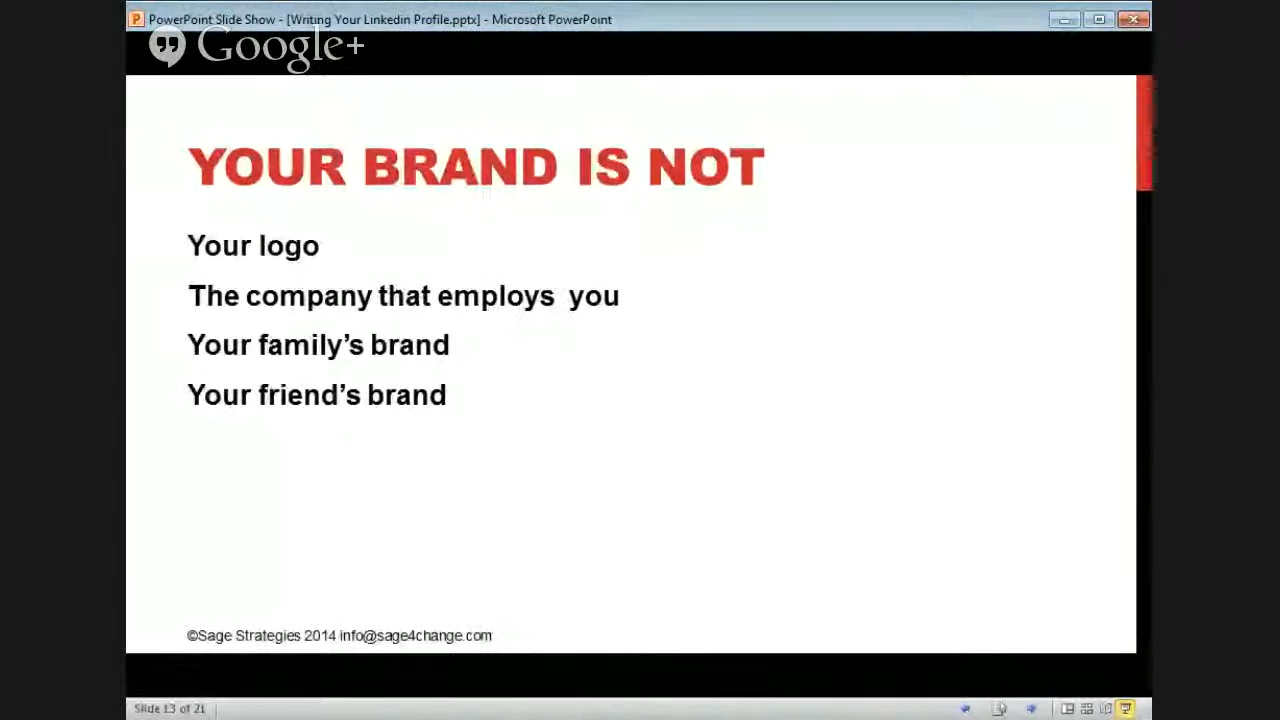 PowerPoint Slide Show - [Writing Your Linkedin Profile.pptx] - Microsoft PowerPoint
Google+
YOUR BRAND IS NOT
Your logo
The company that employs you
Your family's brand
Your friend's brand
©Sage Strategies 2014 info@sage4change.com
Slide 13 of 21